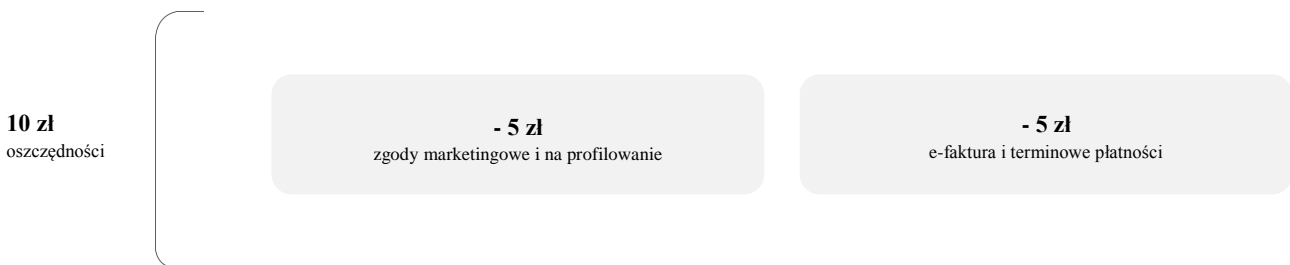 10 zł
oszczędności
- 5 zł
zgody marketingowe i na profilowanie
- 5 zł
e-faktura i terminowe płatności